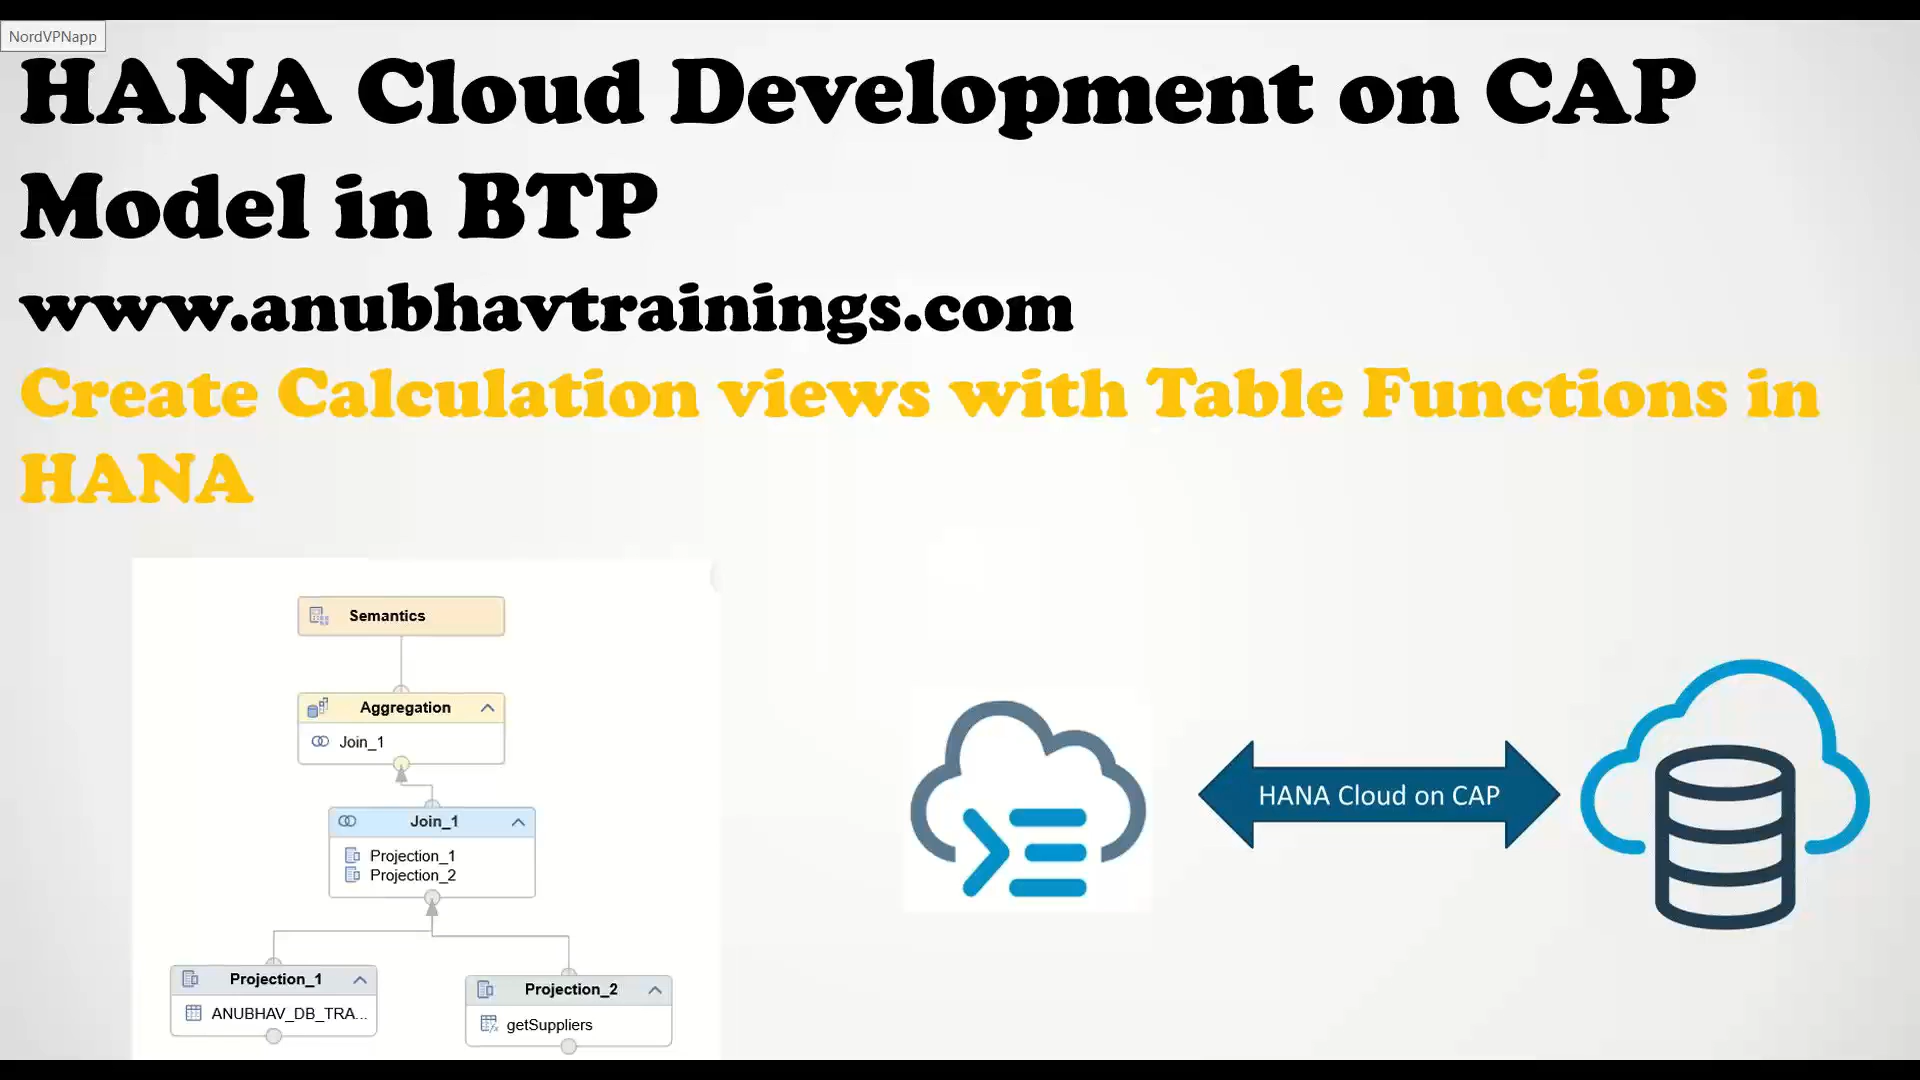 NordVPNapp
HANA Cloud Development on CAP
Model in BTP
www.anubhavtrainings.com
Create Calculation views with Table Functions in
HANA
Semantics
Aggregation
Join_1
Join_1
Projection_1
Projection_2
Projection_1
ANUBHAV_DB_TRA...
Projection_2
getSuppliers
HANA Cloud on CAP